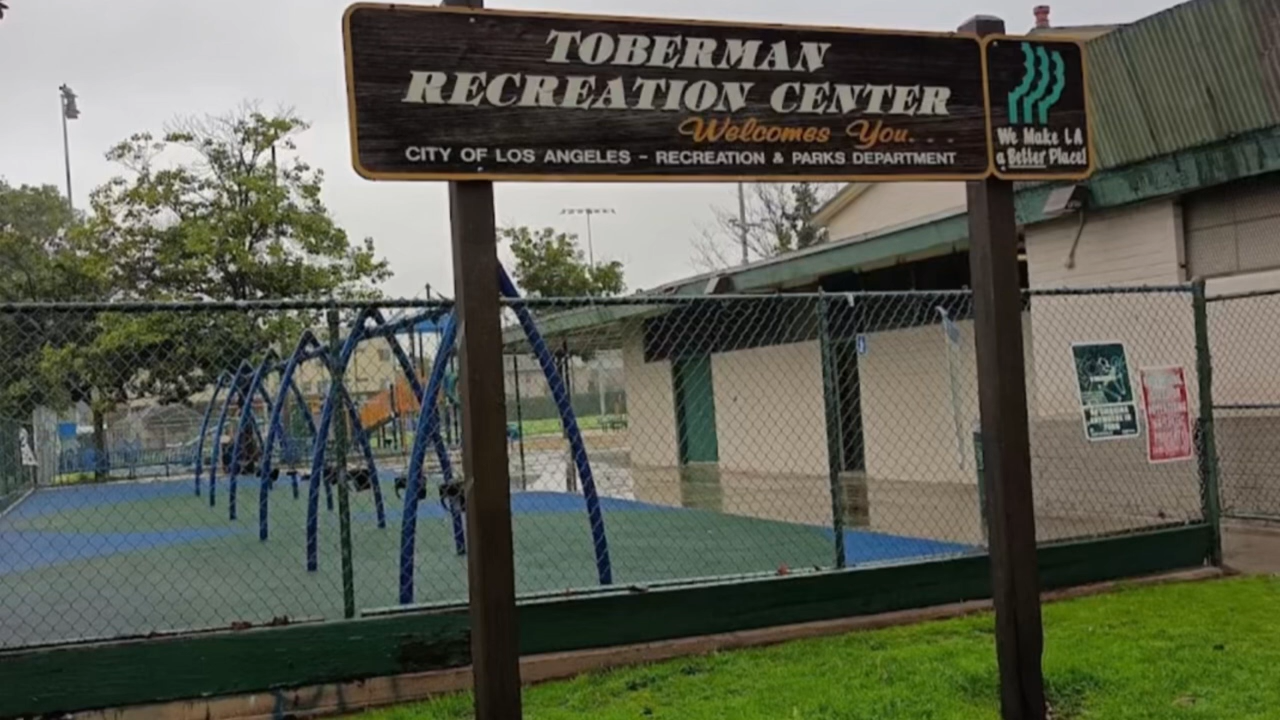 TOBERMAN
RECREATION CENTER
Welcomes You...
CITY OF LOS ANGELES - RECREATION & PARKS DEPARTMENT
We Make LA
a Better Place!